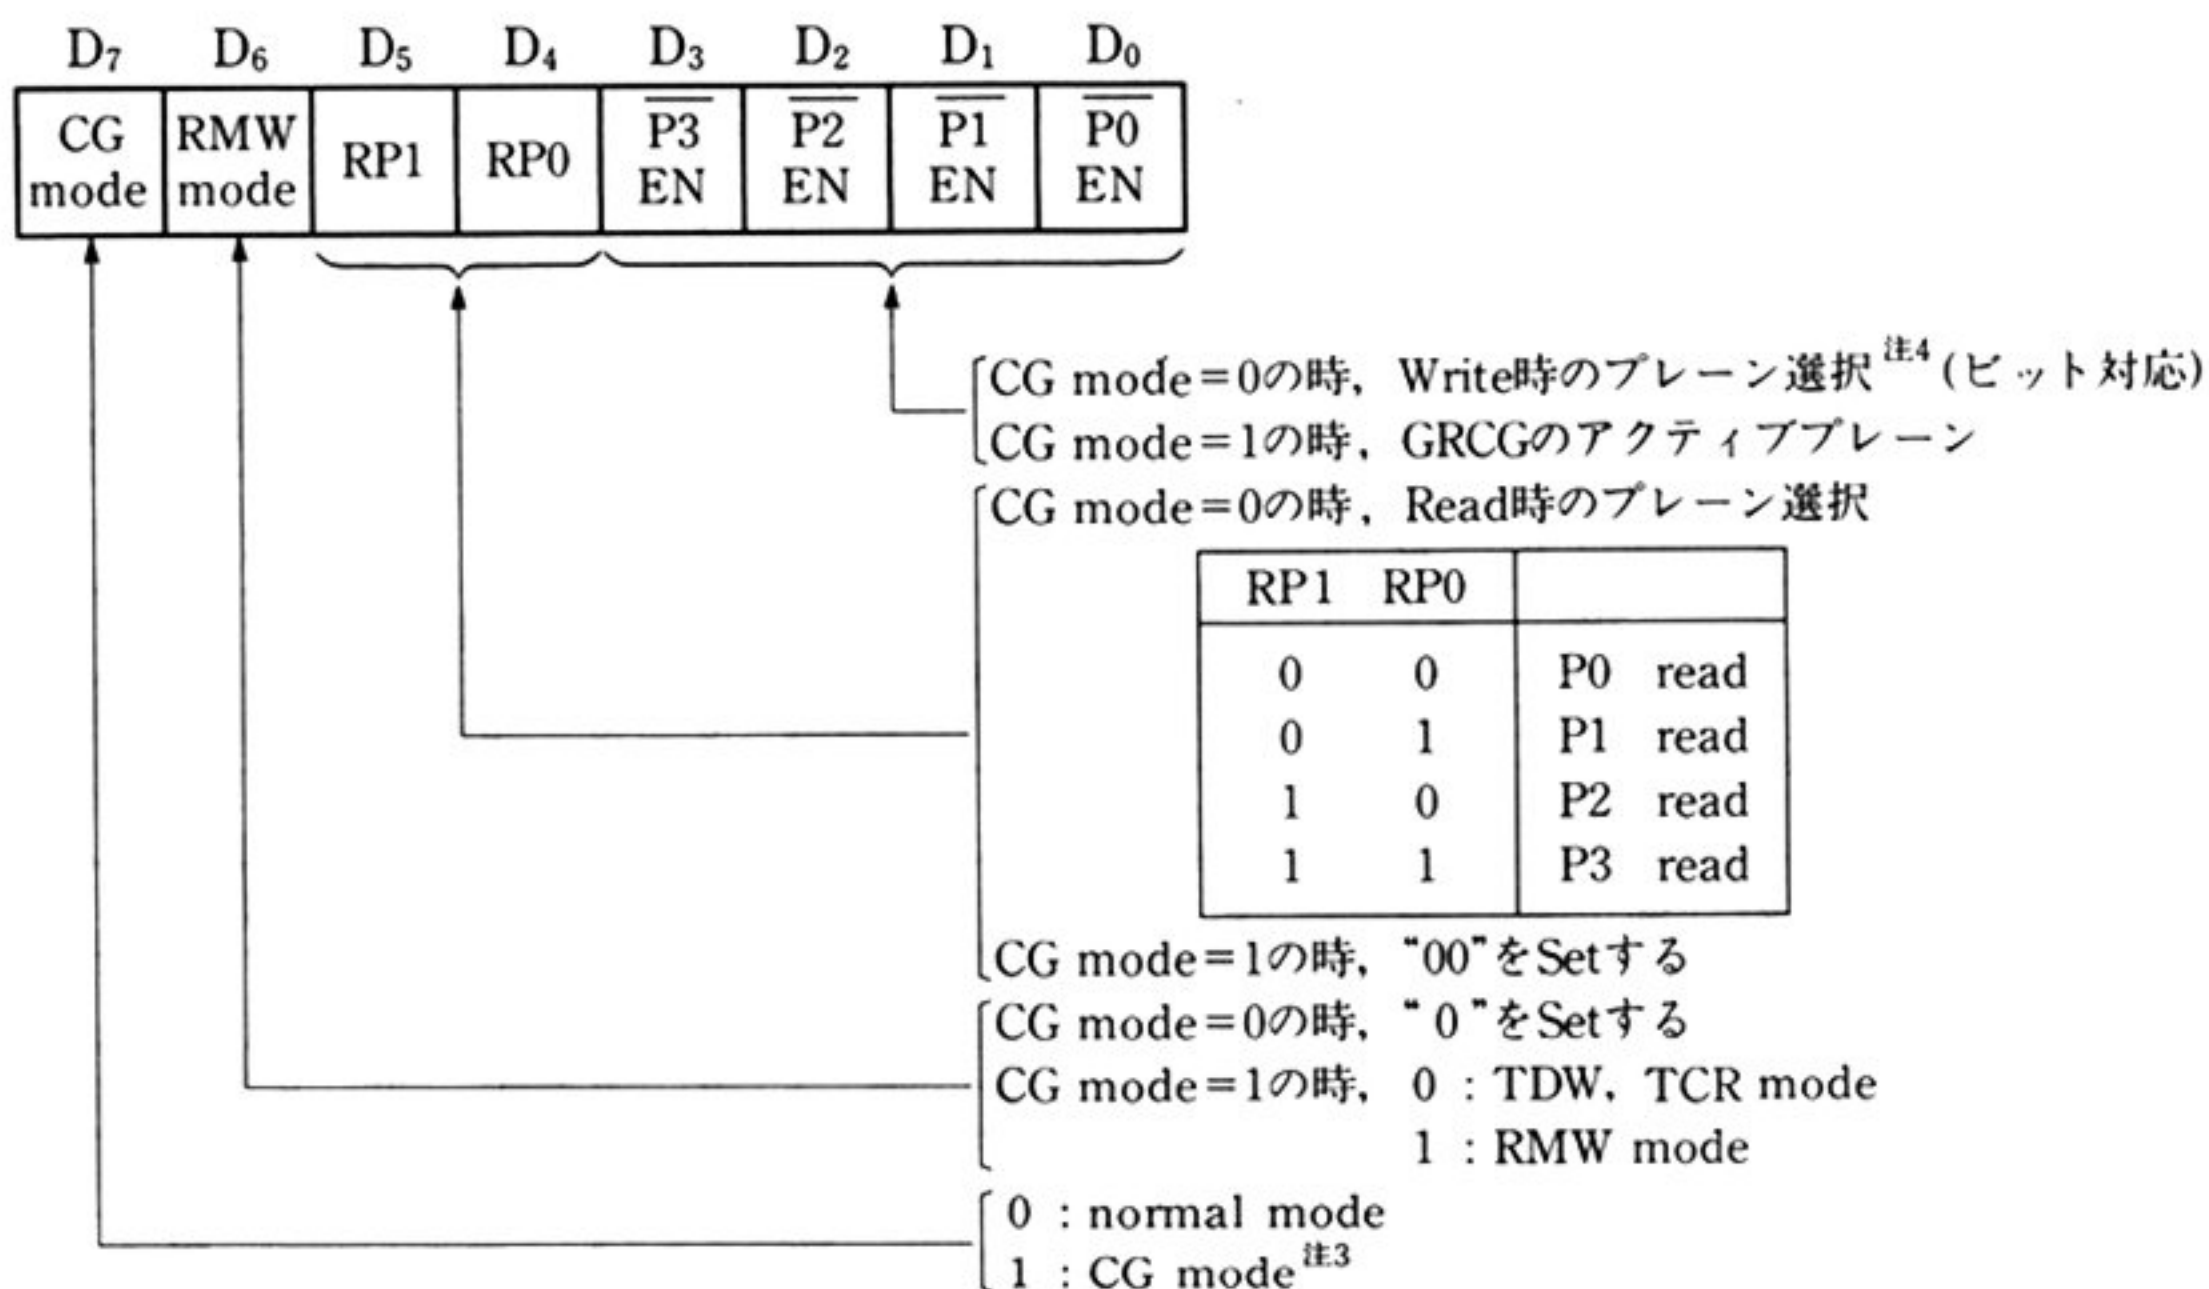 D₇ D₆ D₅ D₄ D₃ D₂ D₁ D₀
CG mode
RMW mode
RP1
RP0
P3 EN
P2 EN
P1 EN
P0 EN
CG mode=0の時, Write時のプレーン選択注4(ビット対応)
CG mode=1の時, GRCGのアクティブプレーン
CG mode=0の時, Read時のプレーン選択
RP1 RP0
0 0 P0 read
0 1 P1 read
1 0 P2 read
1 1 P3 read
CG mode=1の時, “00”をSetする
CG mode=0の時, “0”をSetする
CG mode=1の時, 0 : TDW, TCR mode
1 : RMW mode
0 : normal mode
1 : CG mode注3